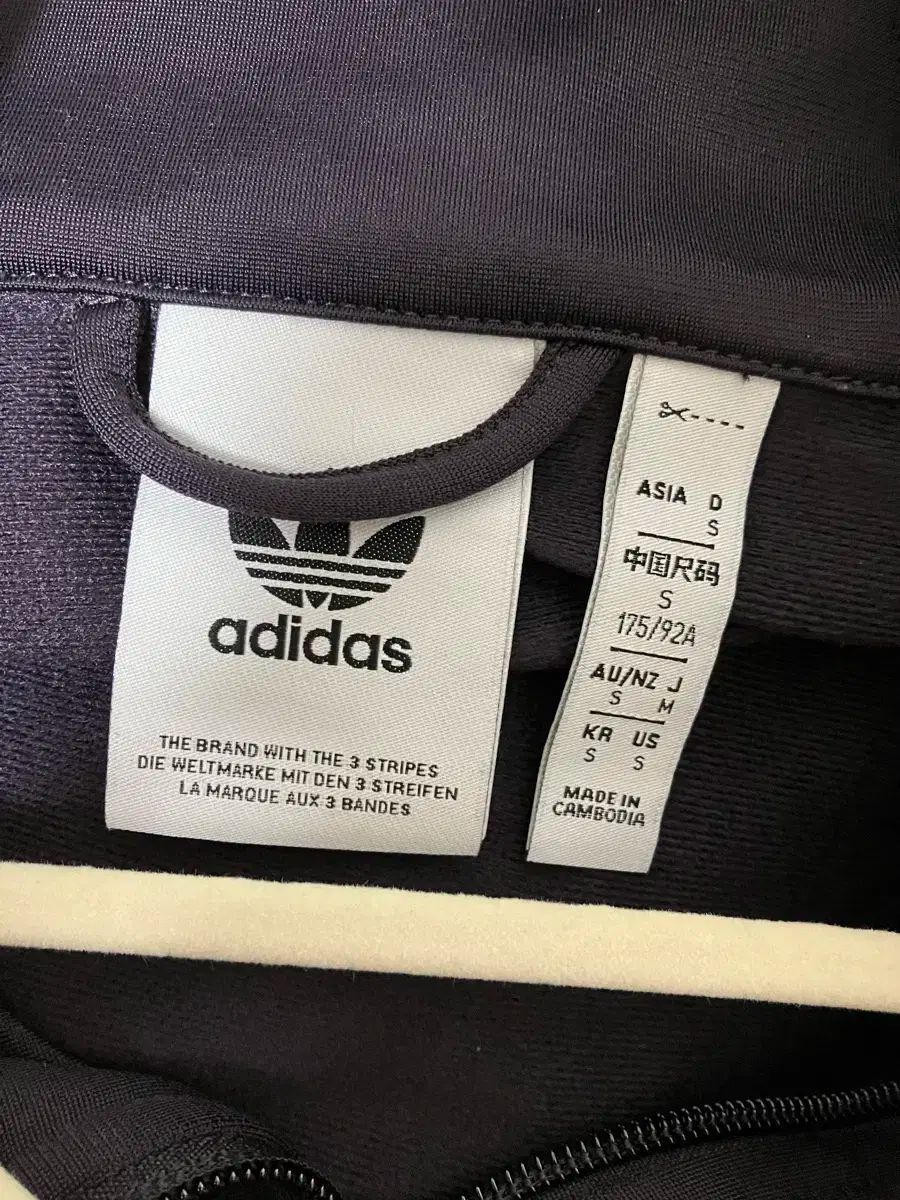 adidas
THE BRAND WITH THE 3 STRIPES
DIE WELTMARKE MIT DEN 3 STREIFEN
LA MARQUE AUX 3 BANDES
ASIA D
S
中国尺码
S
175/92A
AU/NZ J
S M
KR US
S S
MADE IN
CAMBODIA